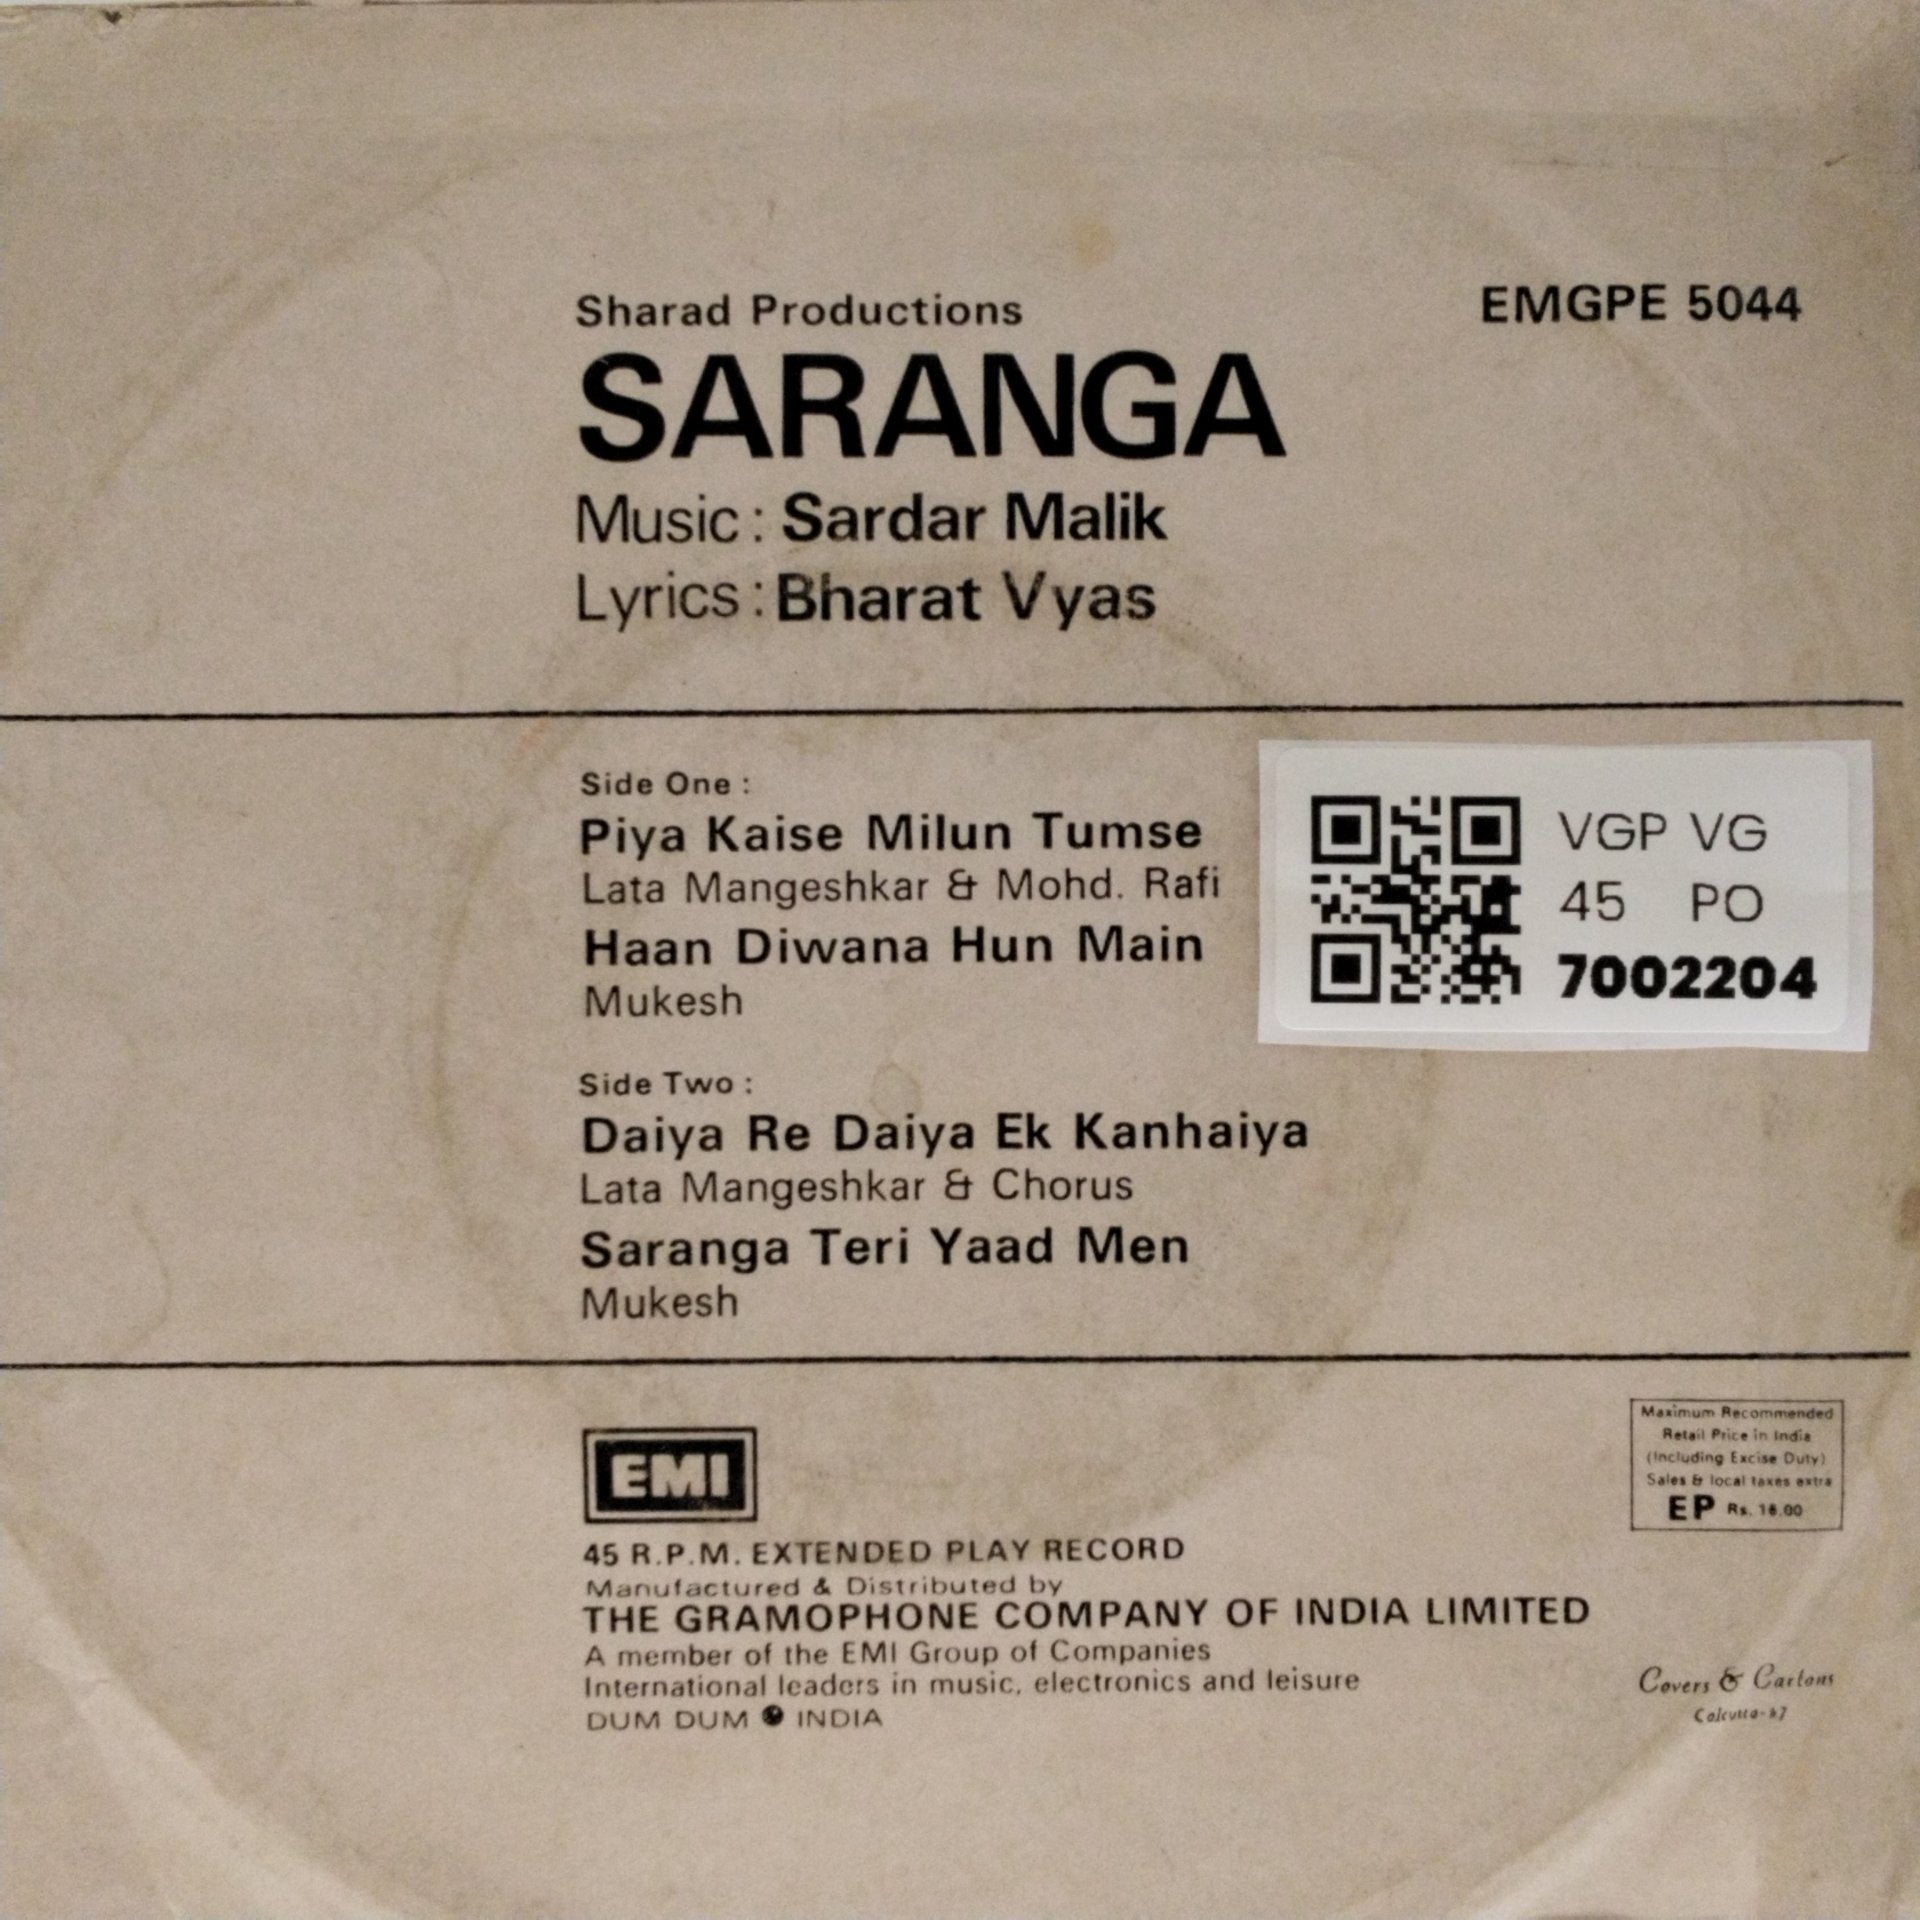 Sharad Productions
EMGPE 5044
SARANGA
Music : Sardar Malik
Lyrics : Bharat Vyas
Side One :
Piya Kaise Milun Tumse
Lata Mangeshkar & Mohd. Rafi
Haan Diwana Hun Main
Mukesh
VGP VG
45 PO
7002204
Side Two :
Daiya Re Daiya Ek Kanhaiya
Lata Mangeshkar & Chorus
Saranga Teri Yaad Men
Mukesh
EMI
45 R.P.M. EXTENDED PLAY RECORD
Manufactured & Distributed by
THE GRAMOPHONE COMPANY OF INDIA LIMITED
A member of the EMI Group of Companies
International leaders in music, electronics and leisure
DUM DUM ● INDIA
Maximum Recommended
Retail Price in India
(Including Excise Duty)
Sales & local taxes extra
EP Rs. 16.00
Covers & Cartons